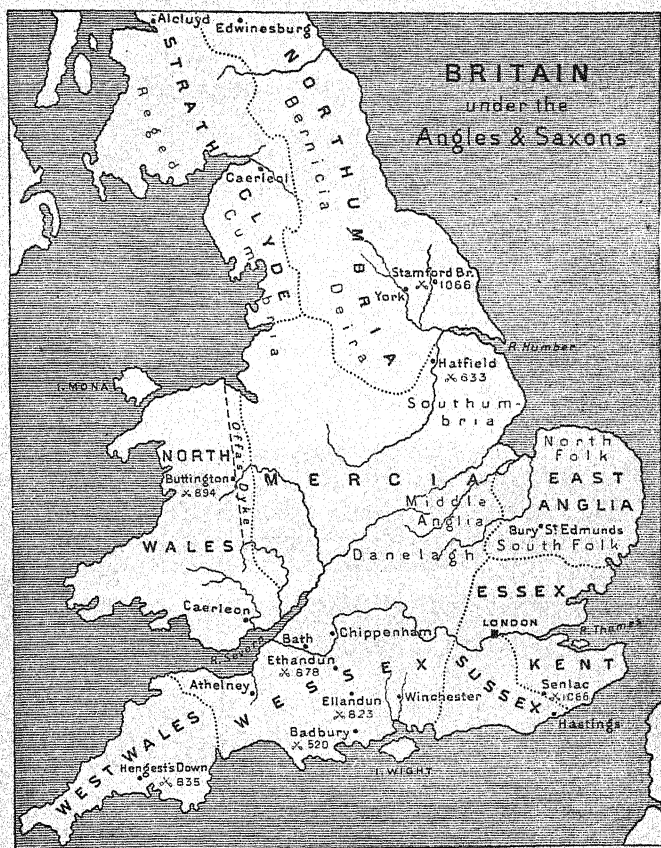 BRITAIN
under the
Angles & Saxons
Alcluyd
Edwinesburg
STRATH CLYDE
Reged
NORTHUMBRIA
Bernicia
Caerleol
Cumbria
Deira
Stamford Br.
1066
York
R. Humber
Hatfield
633
Southum-
bria
I. MONA
Offa's Dyke
NORTH
WALES
Buttington
894
MERCIA
Middle
Anglia
North
Folk
EAST
ANGLIA
Bury St. Edmunds
South Folk
Danelagh
ESSEX
LONDON
R. Thames
Caerleon
R. Severn
Bath
Chippenham
Ethandun
878
WESSEX
SUSSEX
KENT
Senlac
1066
Hastings
Athelney
Ellandun
823
Winchester
Badbury
520
I. WIGHT
WEST WALES
Hengest's Down
835